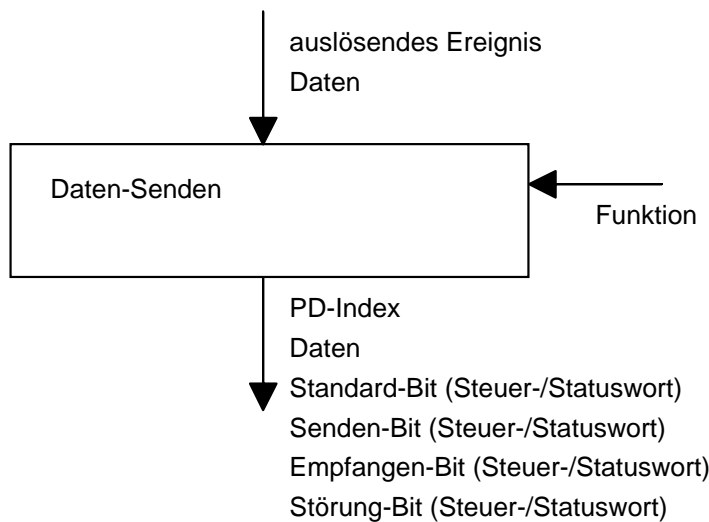 auslösendes Ereignis
Daten
Daten-Senden
Funktion
PD-Index
Daten
Standard-Bit (Steuer-/Statuswort)
Senden-Bit (Steuer-/Statuswort)
Empfangen-Bit (Steuer-/Statuswort)
Störung-Bit (Steuer-/Statuswort)